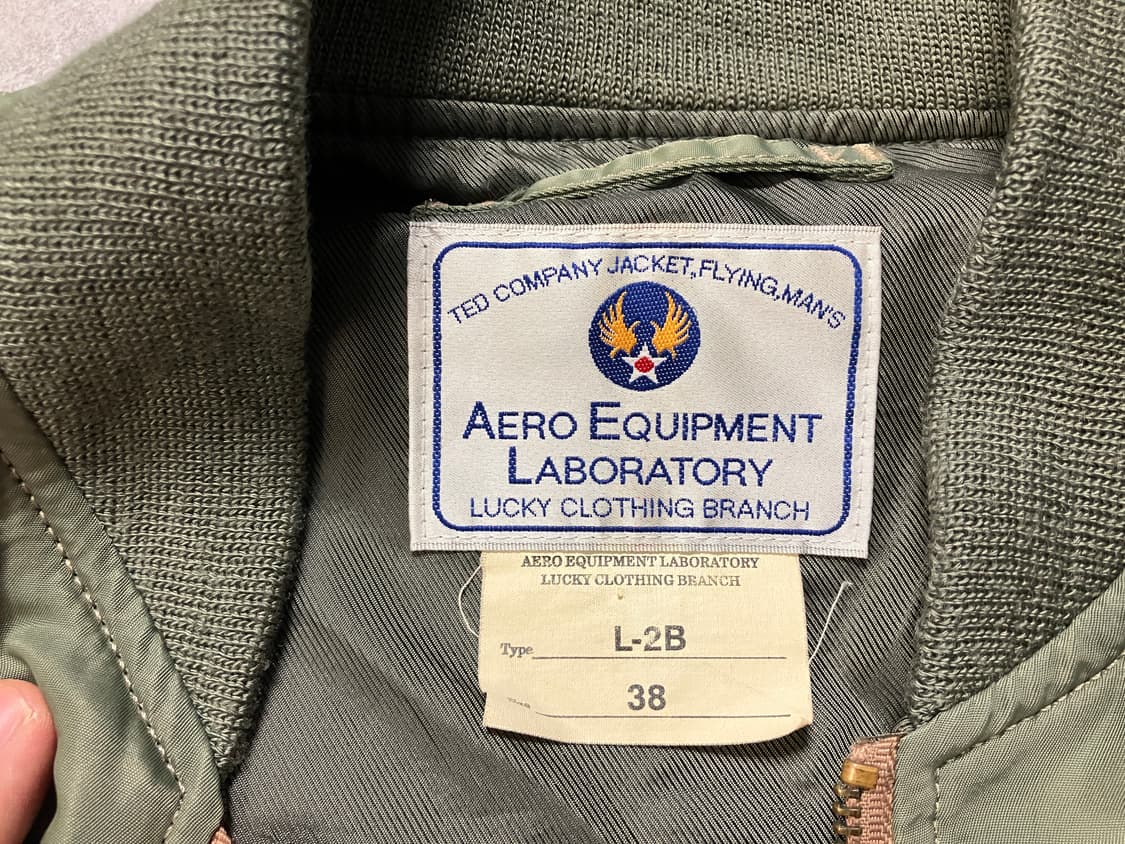 TED COMPANY JACKET,FLYING,MAN'S
AERO EQUIPMENT
LABORATORY
LUCKY CLOTHING BRANCH
AERO EQUIPMENT LABORATORY
LUCKY CLOTHING BRANCH
Type L-2B
38